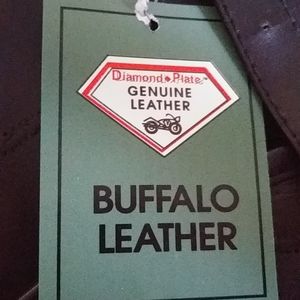 Diamond Plate
GENUINE
LEATHER
BUFFALO
LEATHER